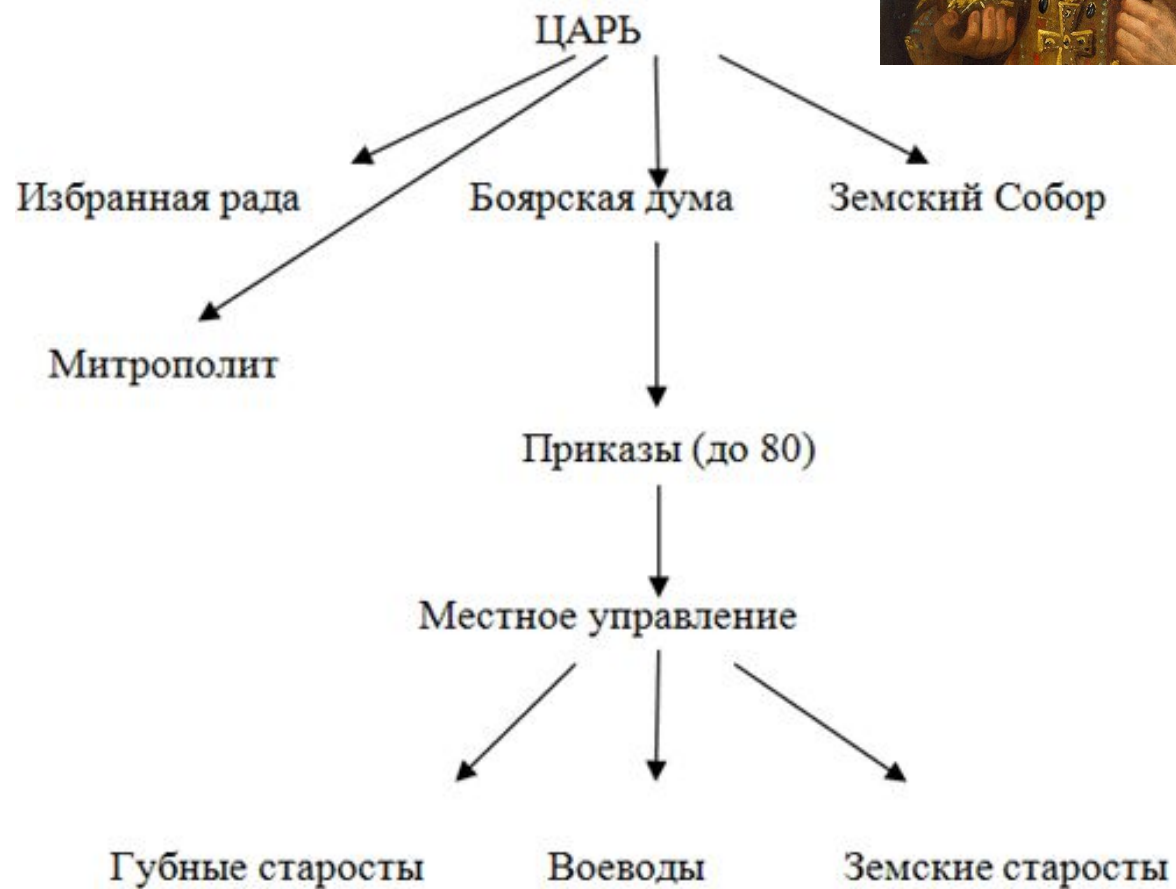 ЦАРЬ
Избранная рада Боярская дума Земский Собор
Митрополит
Приказы (до 80)
Местное управление
Губные старосты Воеводы Земские старосты